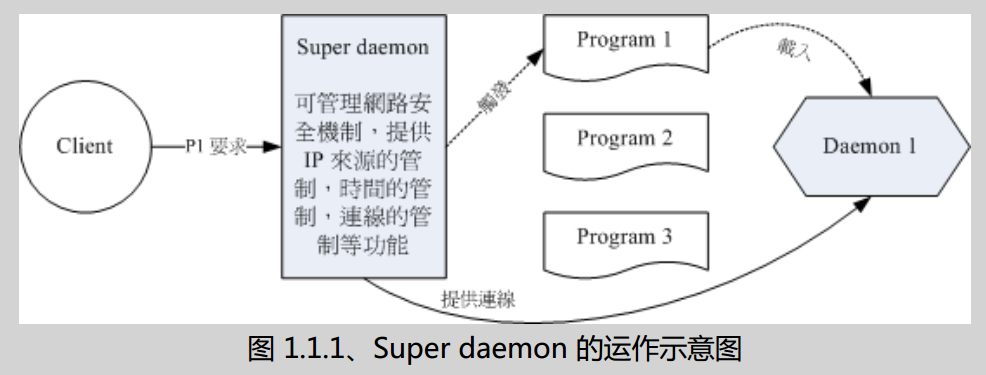 Client
P1 要求
Super daemon
可管理網路安
全機制，提供
IP 來源的管
制，時間的管
制，連線的管
制等功能
觸發
Program 1
載入
Program 2
Daemon 1
Program 3
提供連線
图 1.1.1、Super daemon 的运作示意图